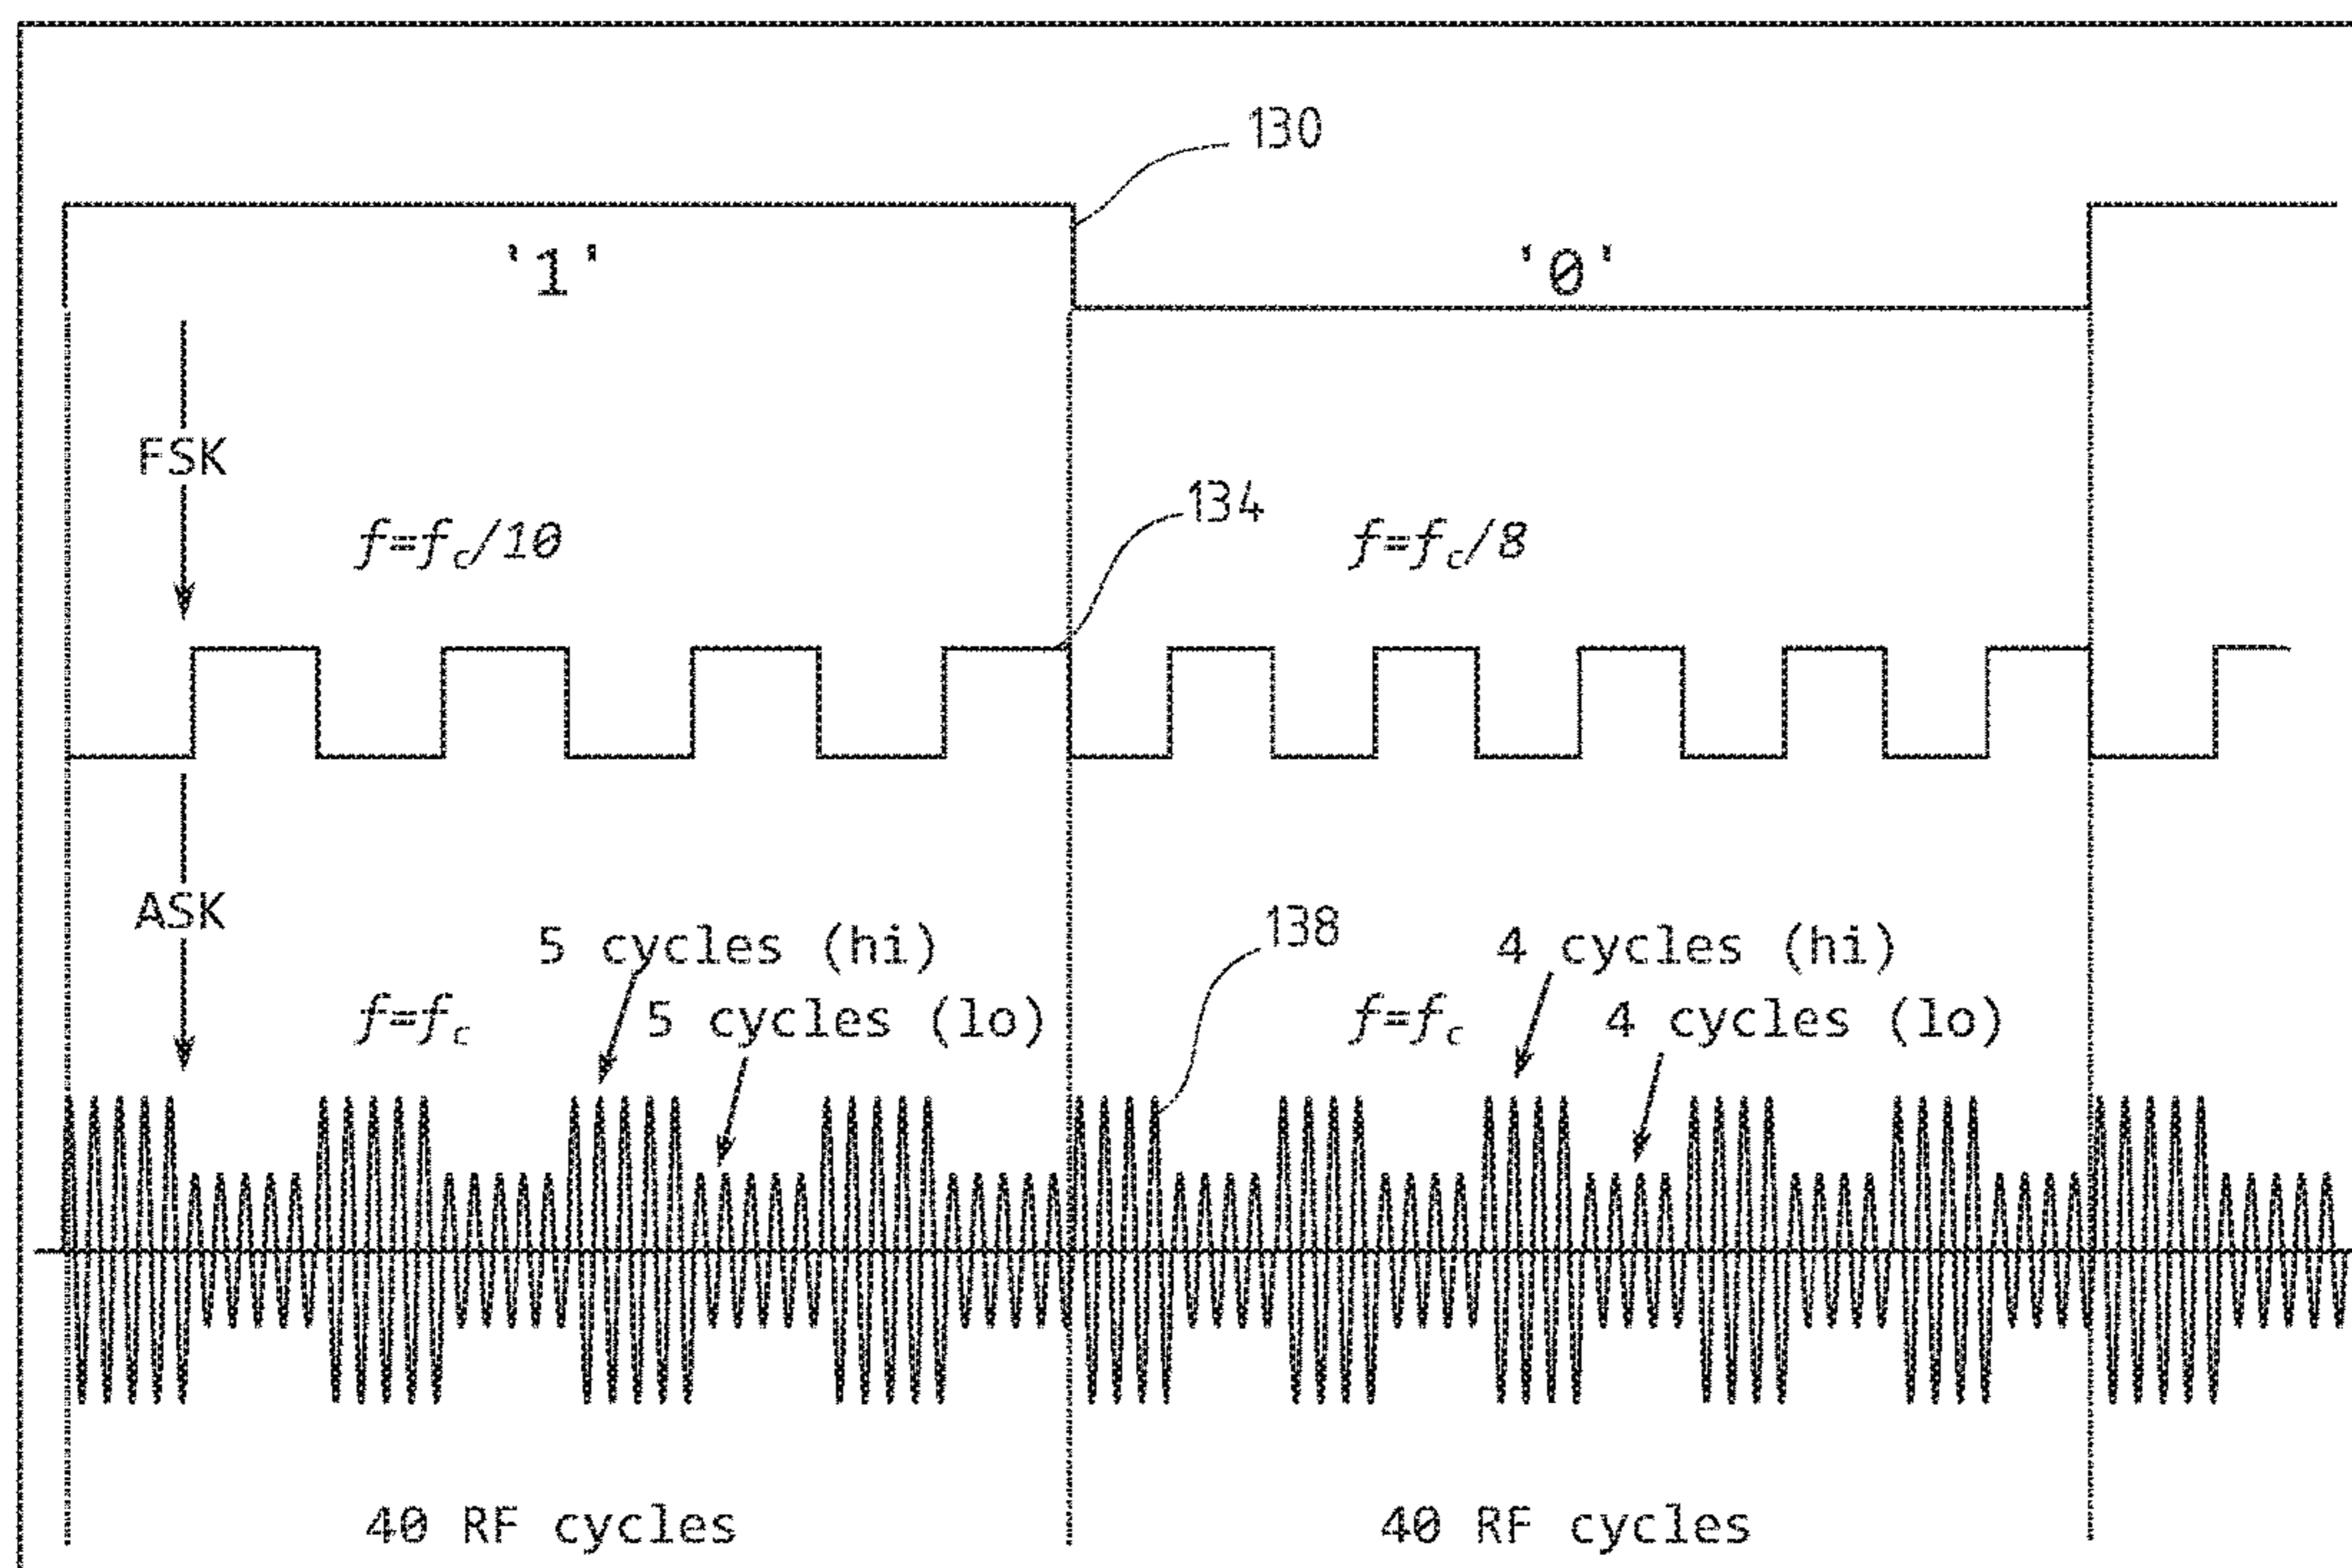 130
'1'
'0'
FSK
134
f=fc/10
f=fc/8
ASK
138
5 cycles (hi)
4 cycles (hi)
f=fc
5 cycles (lo)
f=fc
4 cycles (lo)
40 RF cycles
40 RF cycles